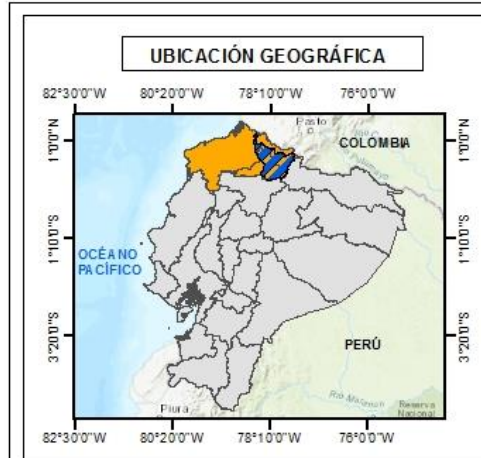 UBICACIÓN GEOGRÁFICA
82°30'0"W 80°20'0"W 78°10'0"W 76°0'0"W
Pasto
COLOMBIA
1°0'0"N 1°0'0"N
1°10'0"S 1°10'0"S
OCÉANO
PACÍFICO
3°20'0"S 3°20'0"S
PERÚ
Piura
Reserva
Nacional
82°30'0"W 80°20'0"W 78°10'0"W 76°0'0"W